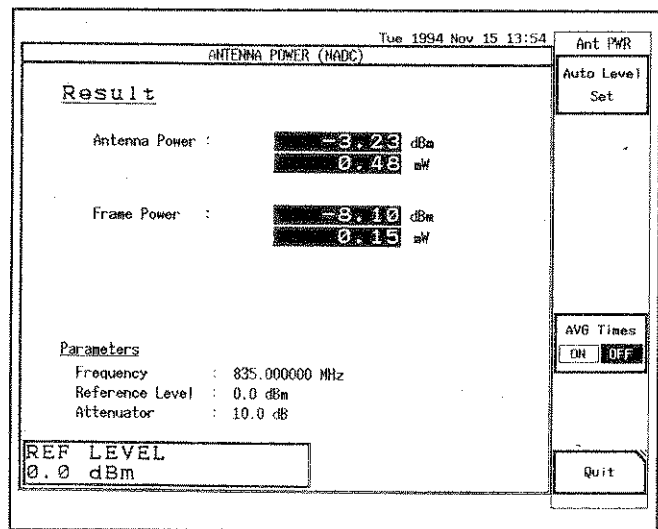 Tue 1994 Nov 15 13:54
ANTENNA POWER (NADC)
Result
Antenna Power : -3.23 dBm
0.48 mW
Frame Power : -8.10 dBm
0.15 mW
Parameters
Frequency : 835.000000 MHz
Reference Level : 0.0 dBm
Attenuator : 10.0 dB
REF LEVEL
0.0 dBm
Ant PWR
Auto Level
Set
AVG Times
ON OFF
Quit